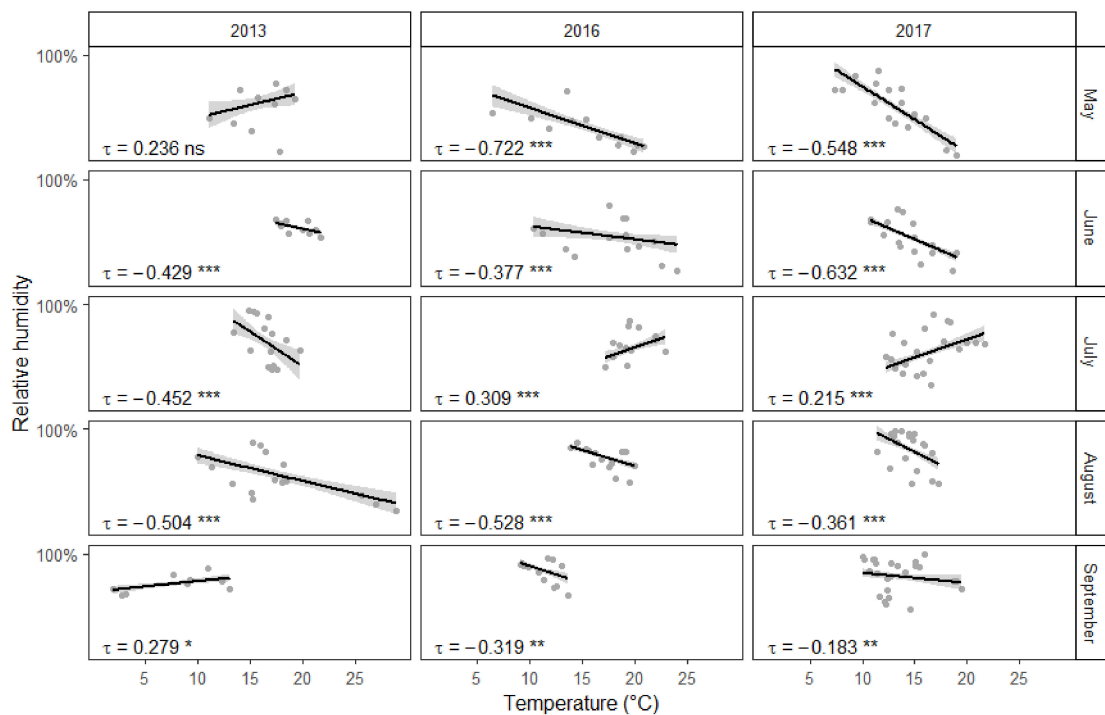 2013 2016 2017
100%
τ = 0.236 ns τ = −0.722 *** τ = −0.548 ***
May
100%
τ = −0.429 *** τ = −0.377 *** τ = −0.632 ***
June
100%
τ = −0.452 *** τ = 0.309 *** τ = 0.215 ***
July
100%
τ = −0.504 *** τ = −0.528 *** τ = −0.361 ***
August
100%
τ = 0.279 * τ = −0.319 ** τ = −0.183 **
September
5 10 15 20 25 5 10 15 20 25 5 10 15 20 25
Temperature (°C)
Relative humidity